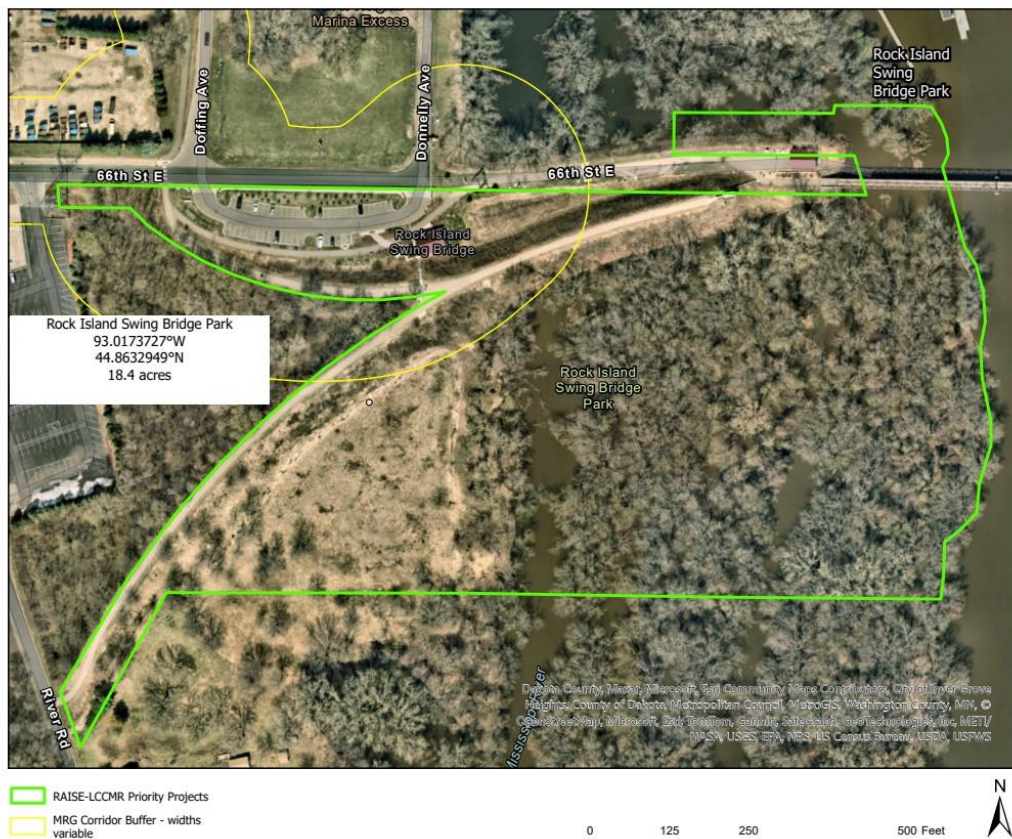 Marina Excess
Rock Island
Swing
Bridge Park
Doffing Ave
Donnelly Ave
66th St E
66th St E
Rock Island
Swing Bridge
Rock Island Swing Bridge Park
93.0173727°W
44.8632949°N
18.4 acres
Rock Island
Swing Bridge
Park
River Rd
Mississippi River
Dakota County, Maxar, Microsoft, Esri Community Maps Contributors, City of Inver Grove
Heights, County of Dakota, Metropolitan Council, MetroGIS, Washington County, MN, ©
OpenStreetMap, Microsoft, Esri, TomTom, Garmin, SafeGraph, GeoTechnologies, Inc, METI/
NASA, USGS, EPA, NPS, US Census Bureau, USDA, USFWS
RAISE-LCCMR Priority Projects
MRG Corridor Buffer - widths
variable
0 125 250 500 Feet
N